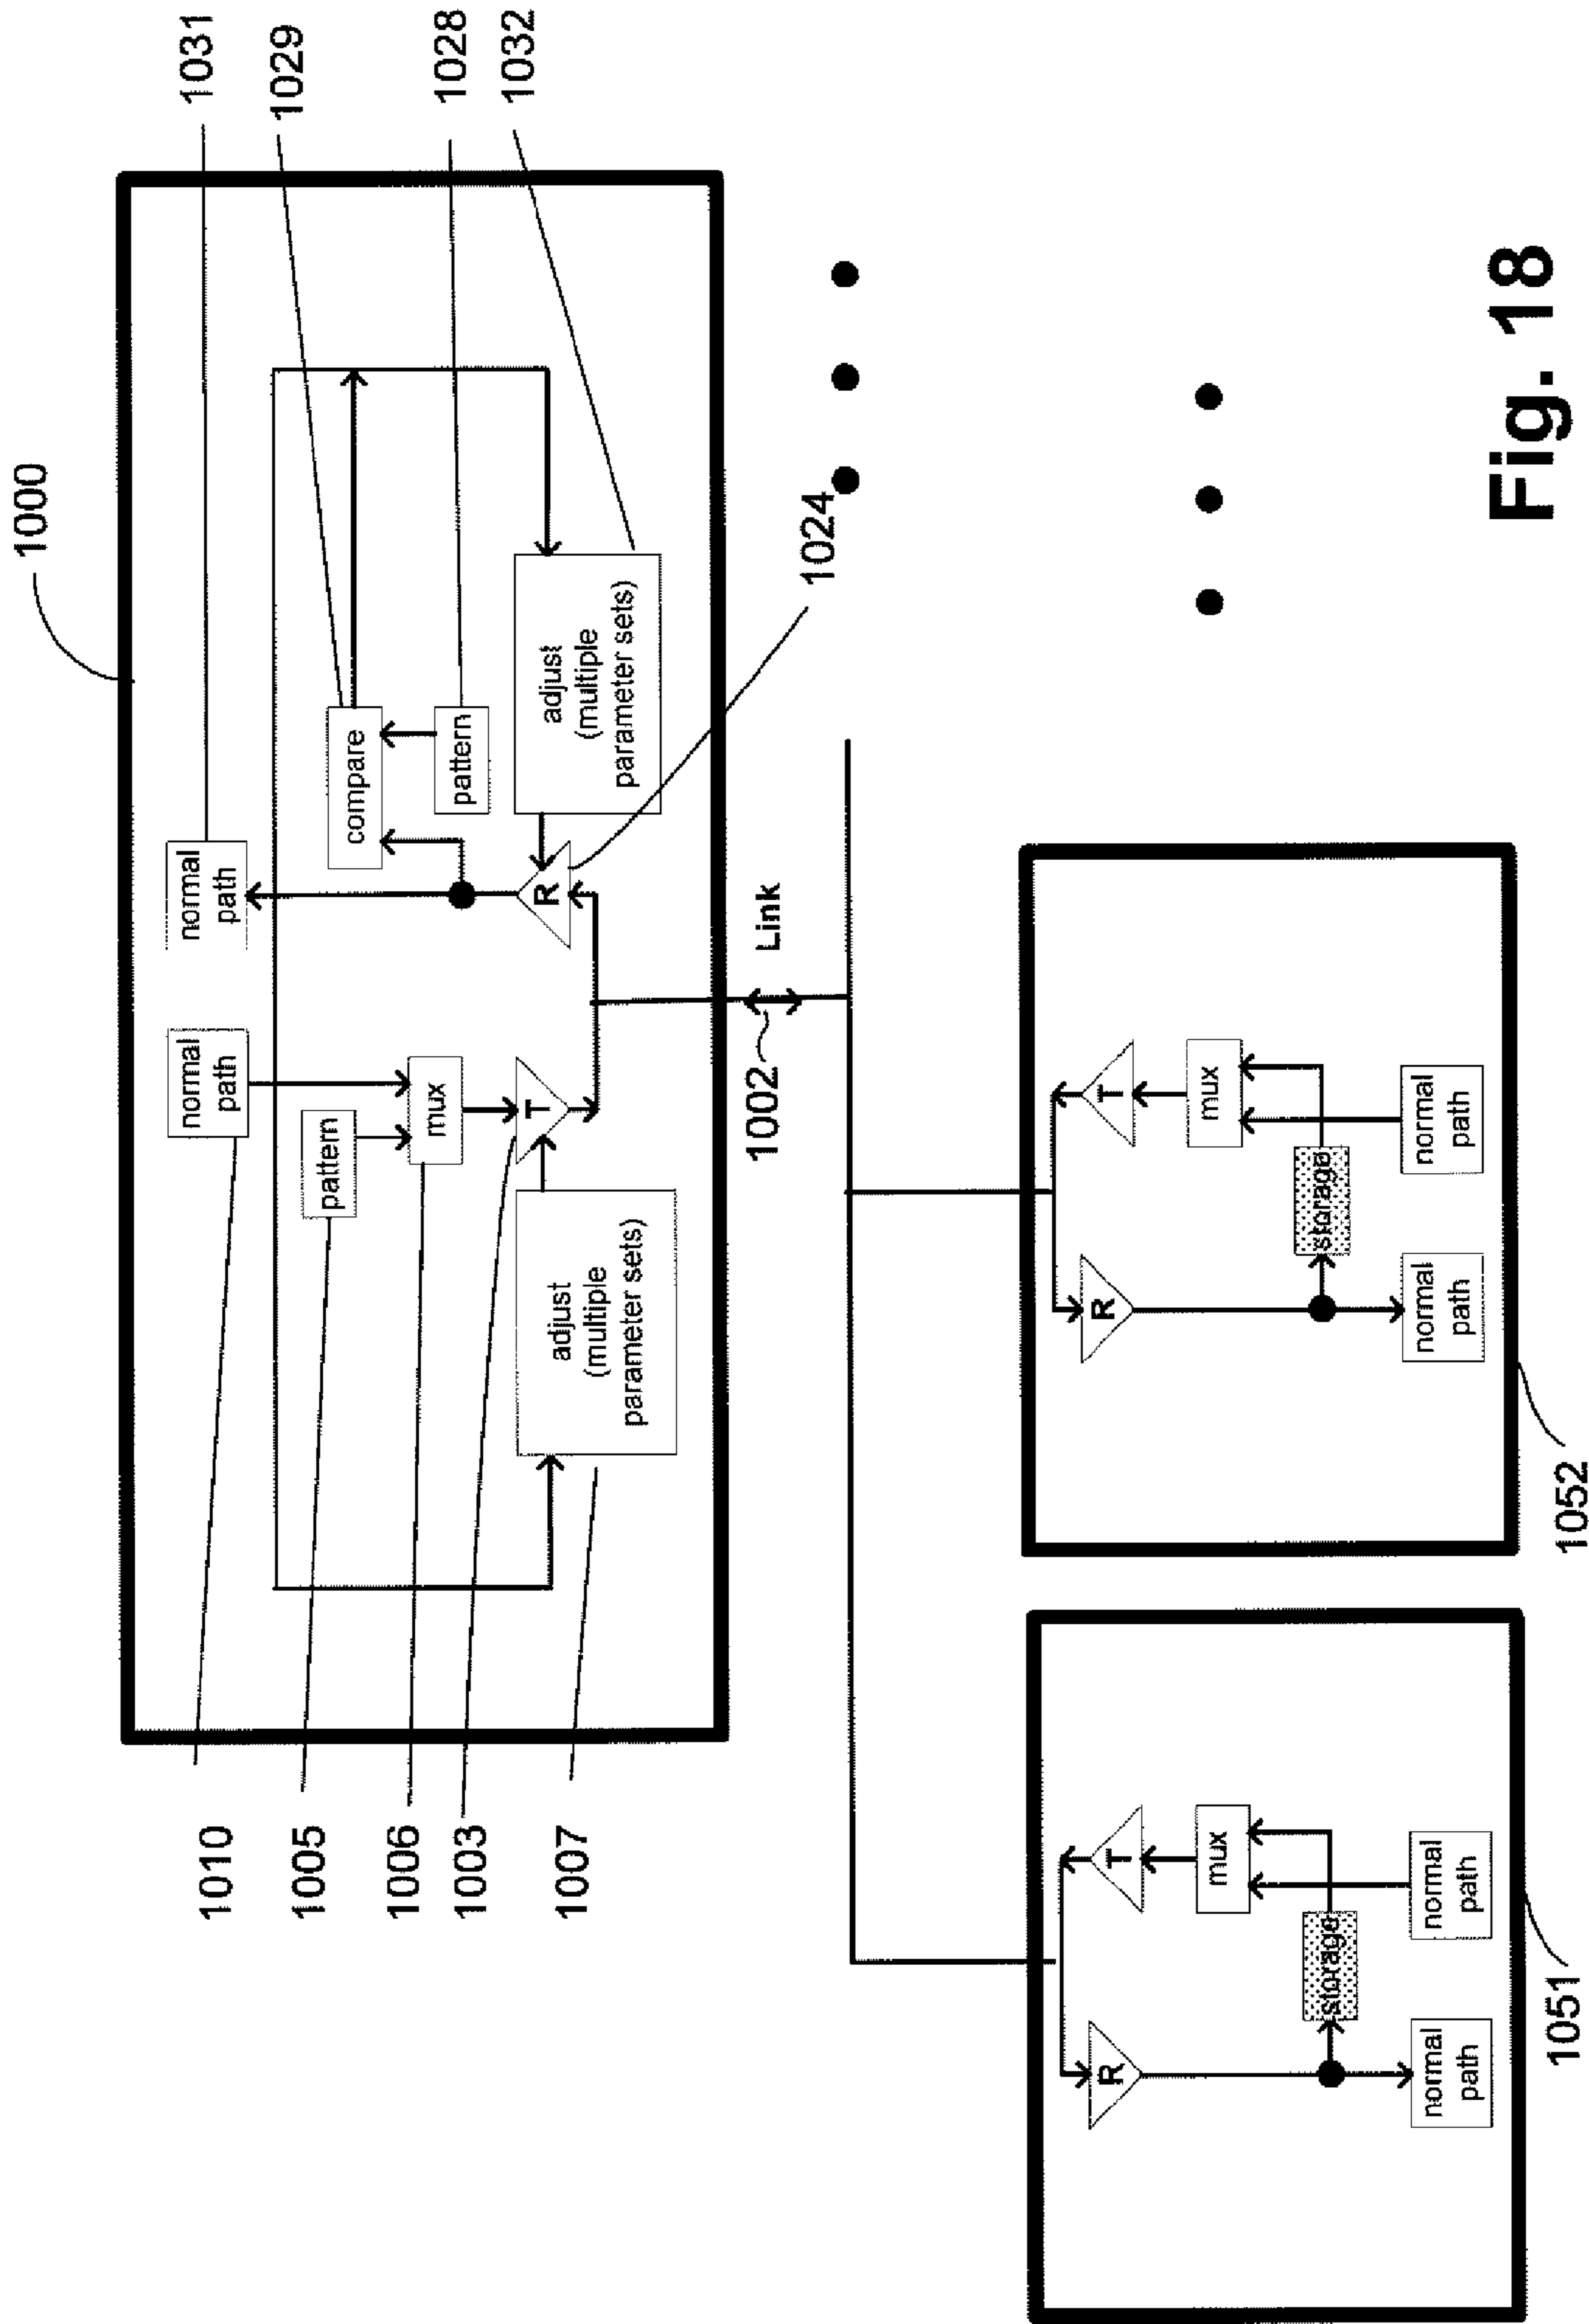 1000
1031
1029
1028
1032
1010
1005
1006
1003
1007
normal
path
normal
path
pattern
mux
T
adjust
(multiple
parameter sets)
compare
pattern
R
adjust
(multiple
parameter sets)
1024
1002
Link
R
T
mux
storage
normal
path
normal
path
1051
R
T
mux
storage
normal
path
normal
path
1052
Fig. 18